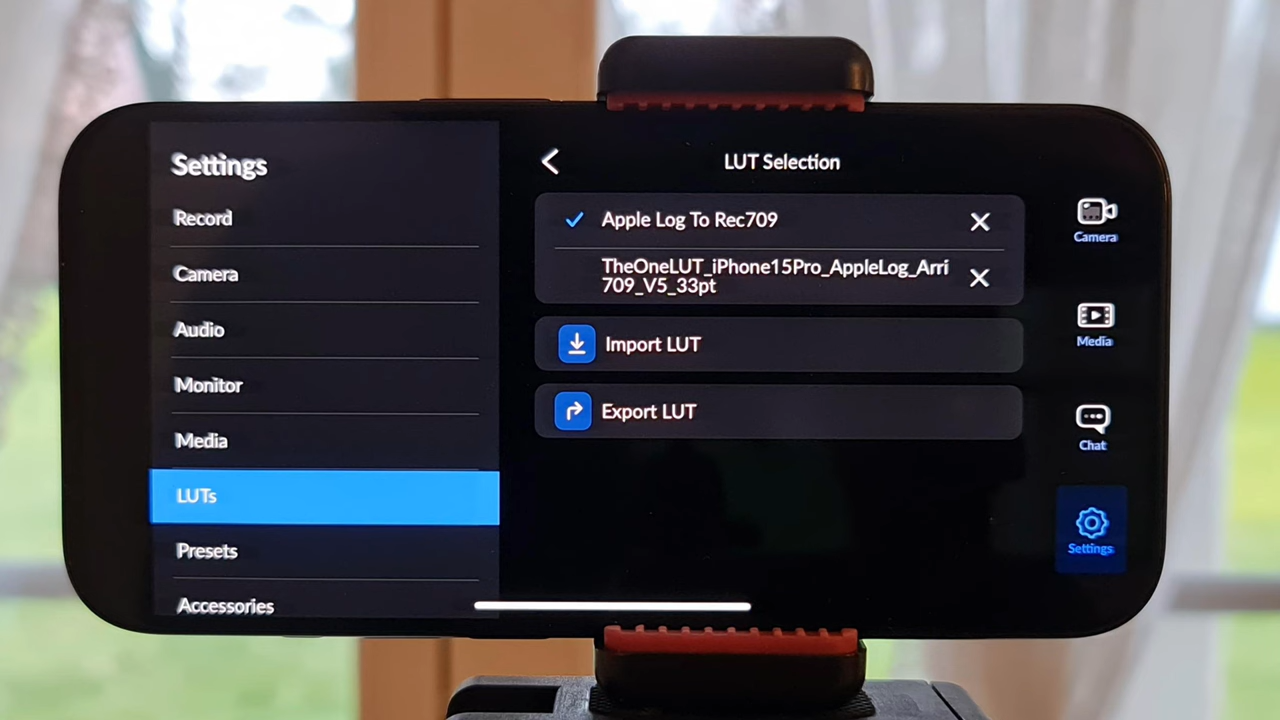 Settings
Record
Camera
Audio
Monitor
Media
LUTs
Presets
Accessories
LUT Selection
Apple Log To Rec709
TheOneLUT_iPhone15Pro_AppleLog_Arri
709_V5_33pt
Import LUT
Export LUT
Camera
Media
Chat
Settings